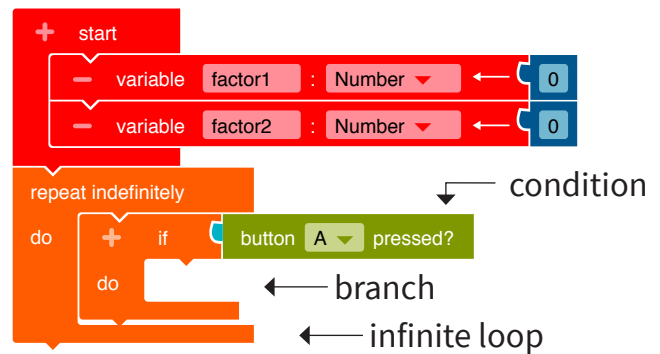 start
variable factor1 : Number 0
variable factor2 : Number 0
repeat indefinitely
condition
do if button A pressed?
do
branch
infinite loop